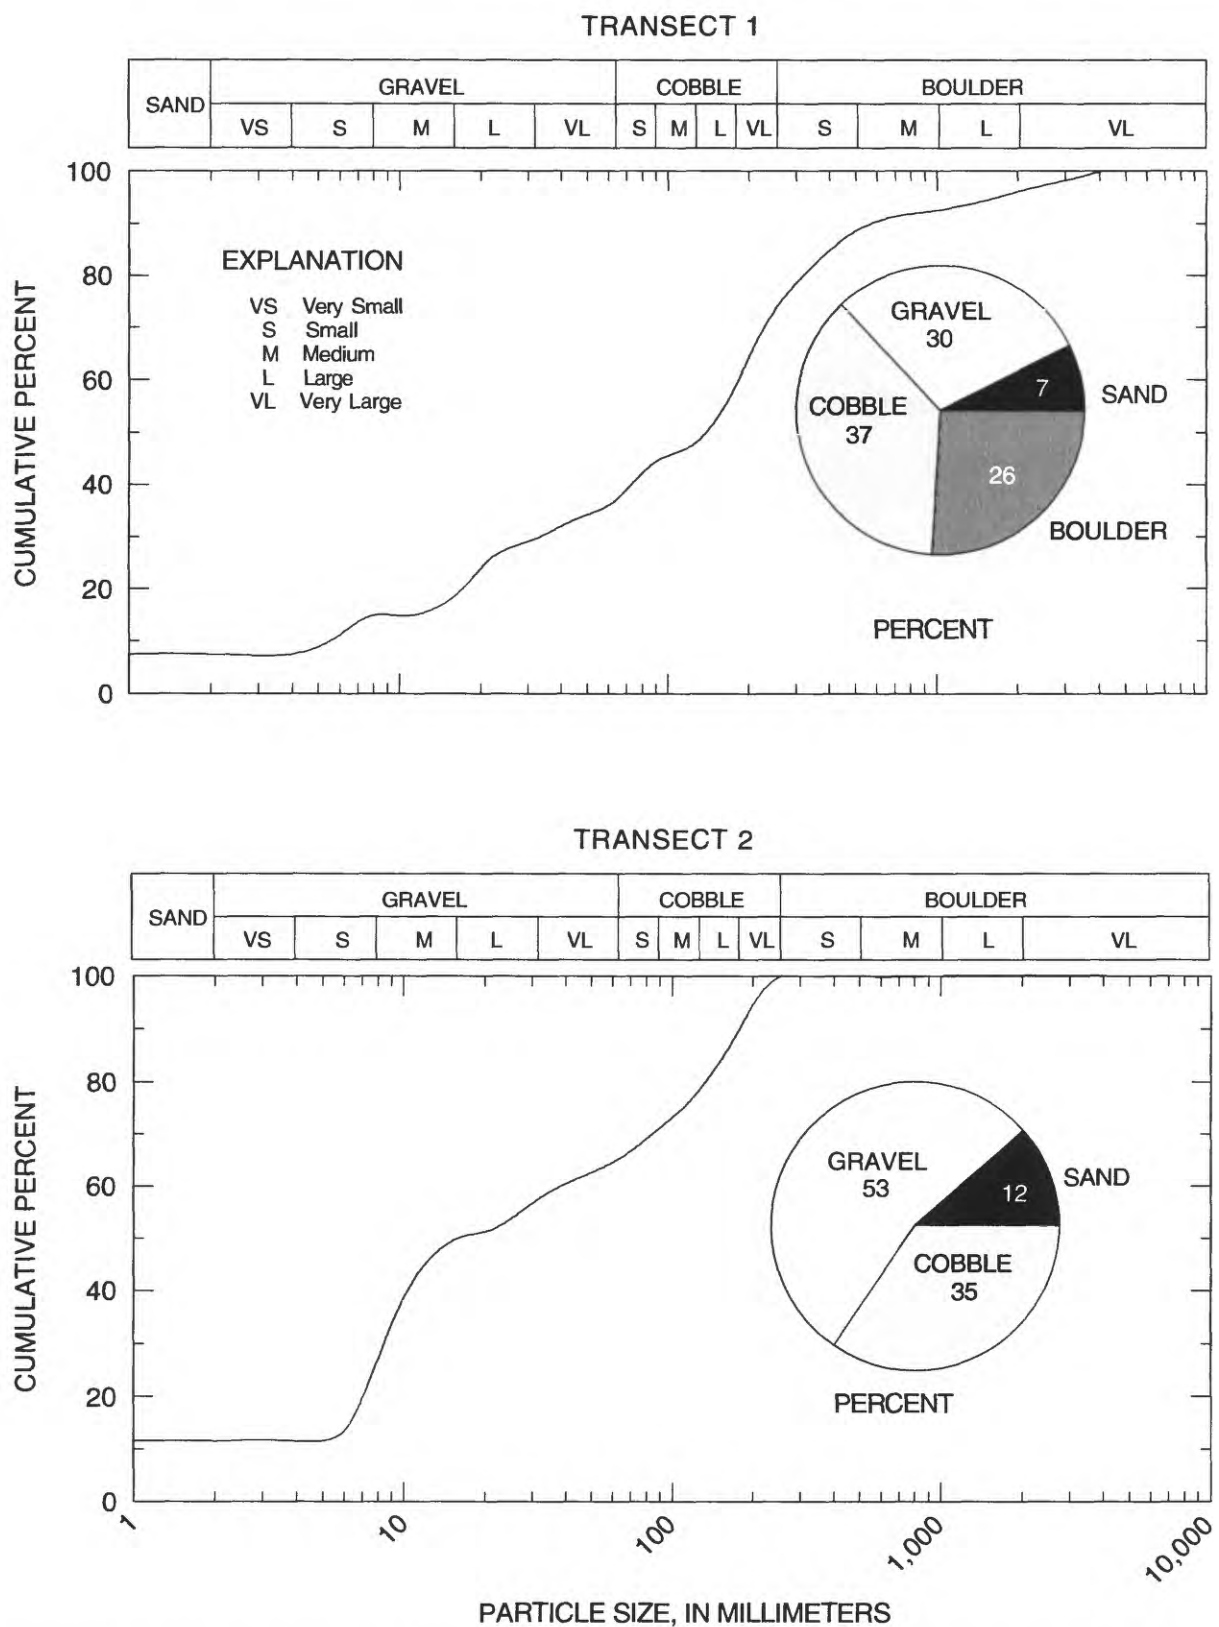 TRANSECT 1
SAND
GRAVEL
COBBLE
BOULDER
VS S M L VL S M L VL S M L VL
100
80
60
40
20
0
CUMULATIVE PERCENT
EXPLANATION
VS Very Small
S Small
M Medium
L Large
VL Very Large
GRAVEL
30
7
SAND
COBBLE
37
26
BOULDER
PERCENT
TRANSECT 2
SAND
GRAVEL
COBBLE
BOULDER
VS S M L VL S M L VL S M L VL
100
80
60
40
20
0
CUMULATIVE PERCENT
GRAVEL
53
12
SAND
COBBLE
35
PERCENT
1 10 100 1,000 10,000
PARTICLE SIZE, IN MILLIMETERS